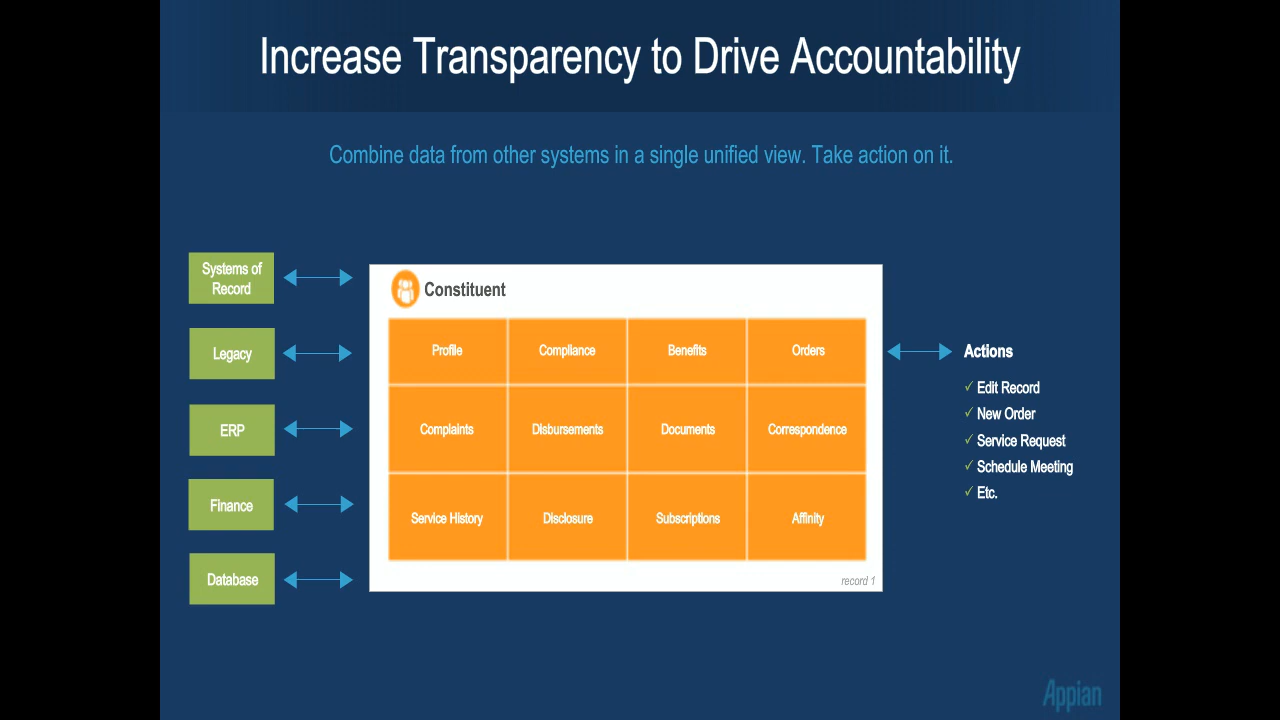 Increase Transparency to Drive Accountability
Combine data from other systems in a single unified view. Take action on it.
Systems of
Record
Legacy
ERP
Finance
Database
Constituent
Profile
Compliance
Benefits
Orders
Complaints
Disbursements
Documents
Correspondence
Service History
Disclosure
Subscriptions
Affinity
record 1
Actions
✓ Edit Record
✓ New Order
✓ Service Request
✓ Schedule Meeting
✓ Etc.
Appian